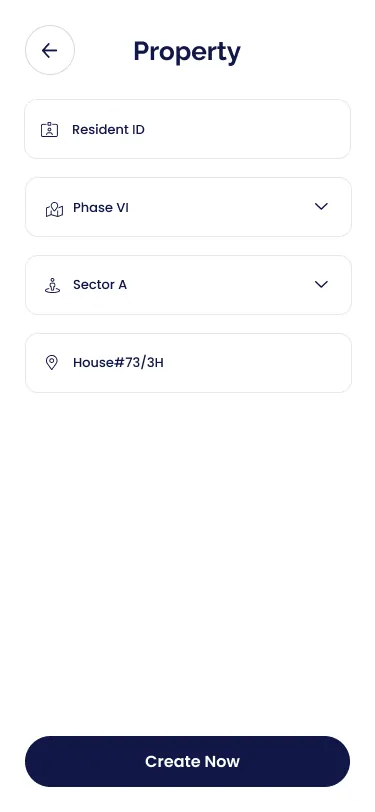 Property
Resident ID
Phase VI
Sector A
House#73/3H
Create Now